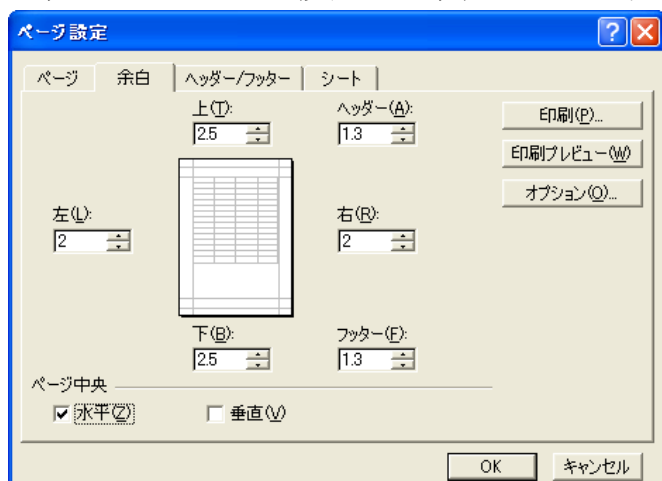 ページ設定
ページ 余白 ヘッダー/フッター シート
上(T): ヘッダー(A):
2.5 1.3
印刷(P)...
印刷プレビュー(W)
オプション(O)...
左(L): 右(R):
2 2
下(B): フッター(F):
2.5 1.3
ページ中央
水平(Z) 垂直(V)
OK キャンセル